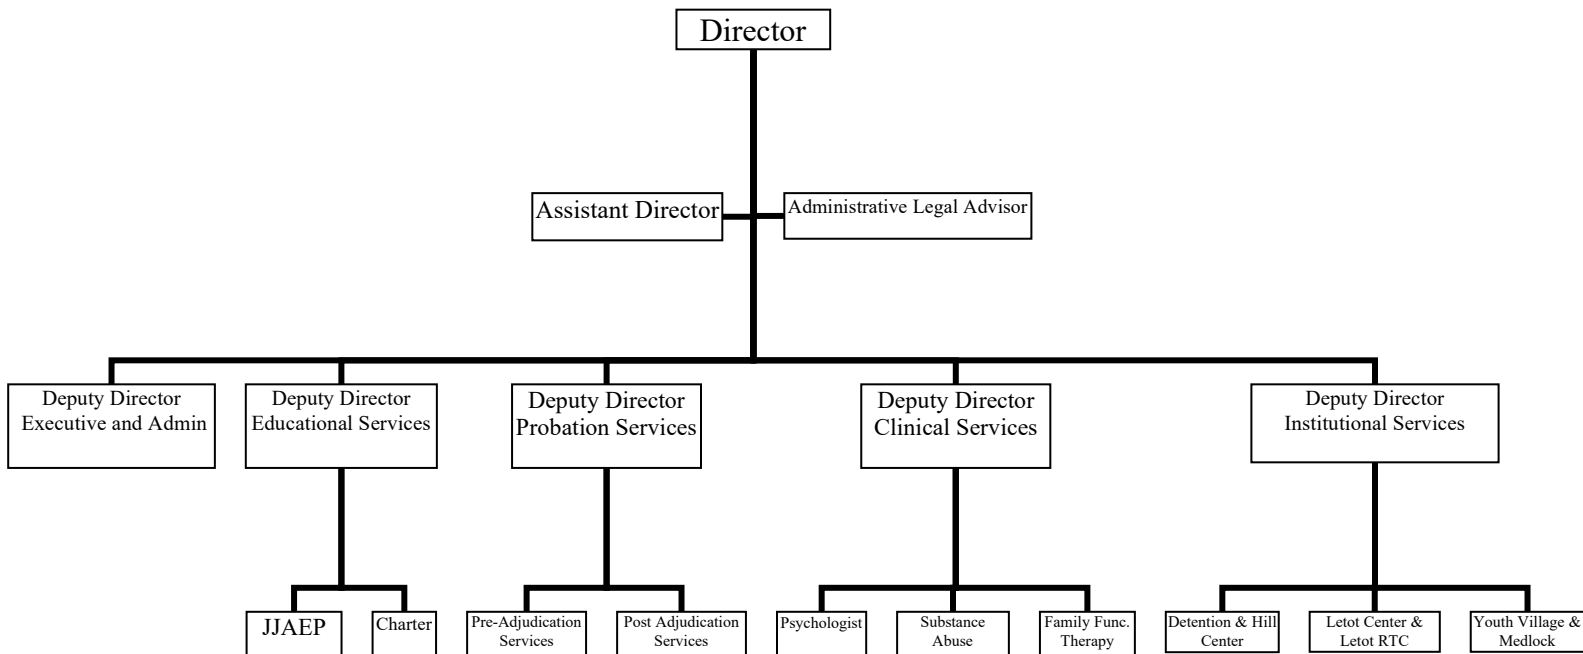 Director
Assistant Director
Administrative Legal Advisor
Deputy Director
Executive and Admin
Deputy Director
Educational Services
Deputy Director
Probation Services
Deputy Director
Clinical Services
Deputy Director
Institutional Services
JJAEP
Charter
Pre-Adjudication
Services
Post Adjudication
Services
Psychologist
Substance
Abuse
Family Func.
Therapy
Detention & Hill
Center
Letot Center &
Letot RTC
Youth Village &
Medlock